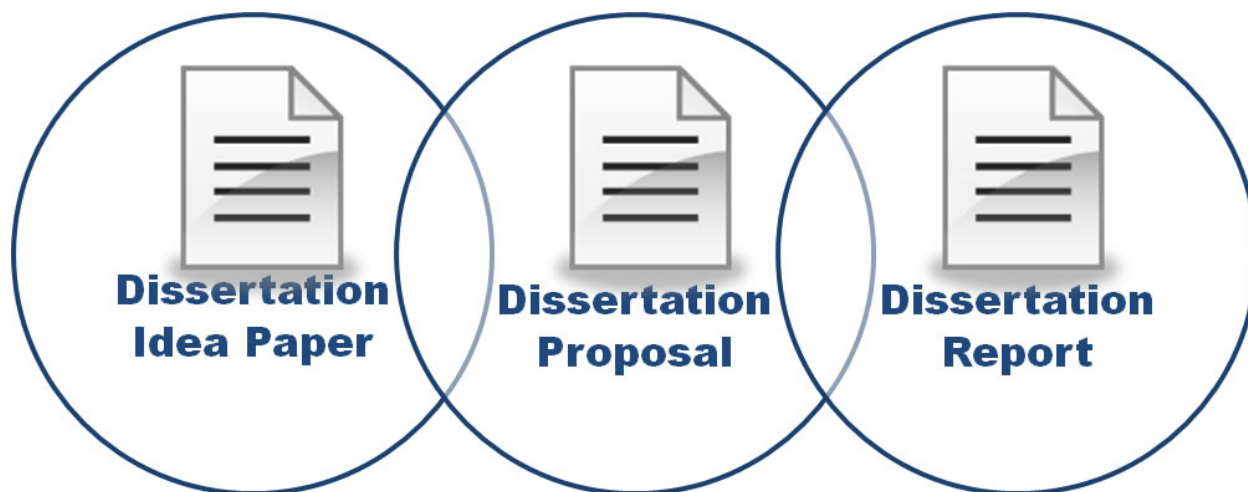 Dissertation
Idea Paper
Dissertation
Proposal
Dissertation
Report